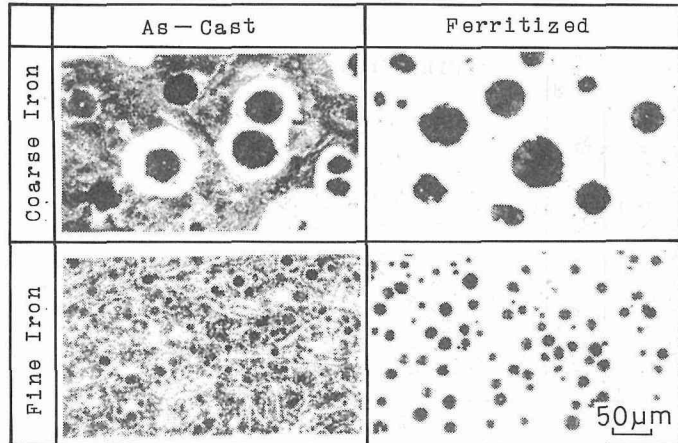 As-Cast
Ferritized
Coarse Iron
Fine Iron
50μm